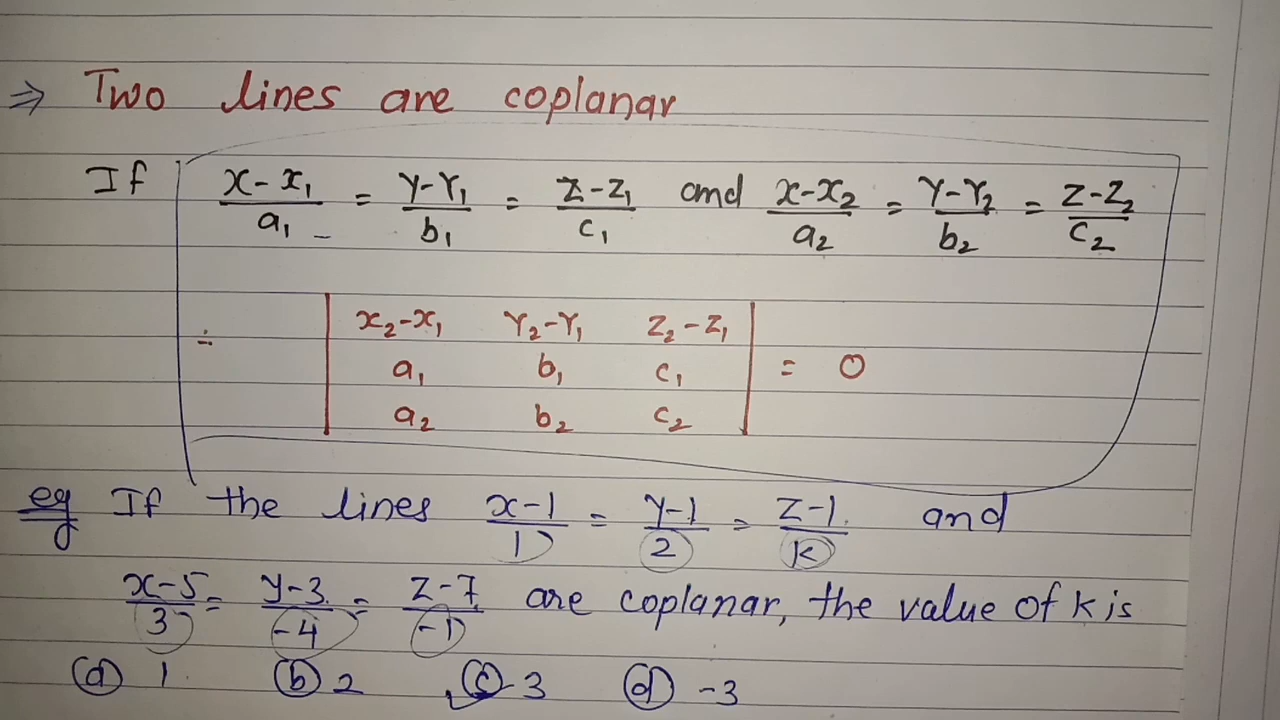 ⇒ Two lines are coplanar
If x-x₁/a₁ = y-y₁/b₁ = z-z₁/c₁ and x-x₂/a₂ = y-y₂/b₂ = z-z₂/c₂
÷ | x₂-x₁ y₂-y₁ z₂-z₁ |
| a₁ b₁ c₁ | = 0
| a₂ b₂ c₂ |
eg If the lines x-1/1 = y-1/2 = z-1/k and
x-5/3 = y-3/-4 = z-7/-1 are coplanar, the value of k is
(a) 1 (b) 2 (c) 3 (d) -3